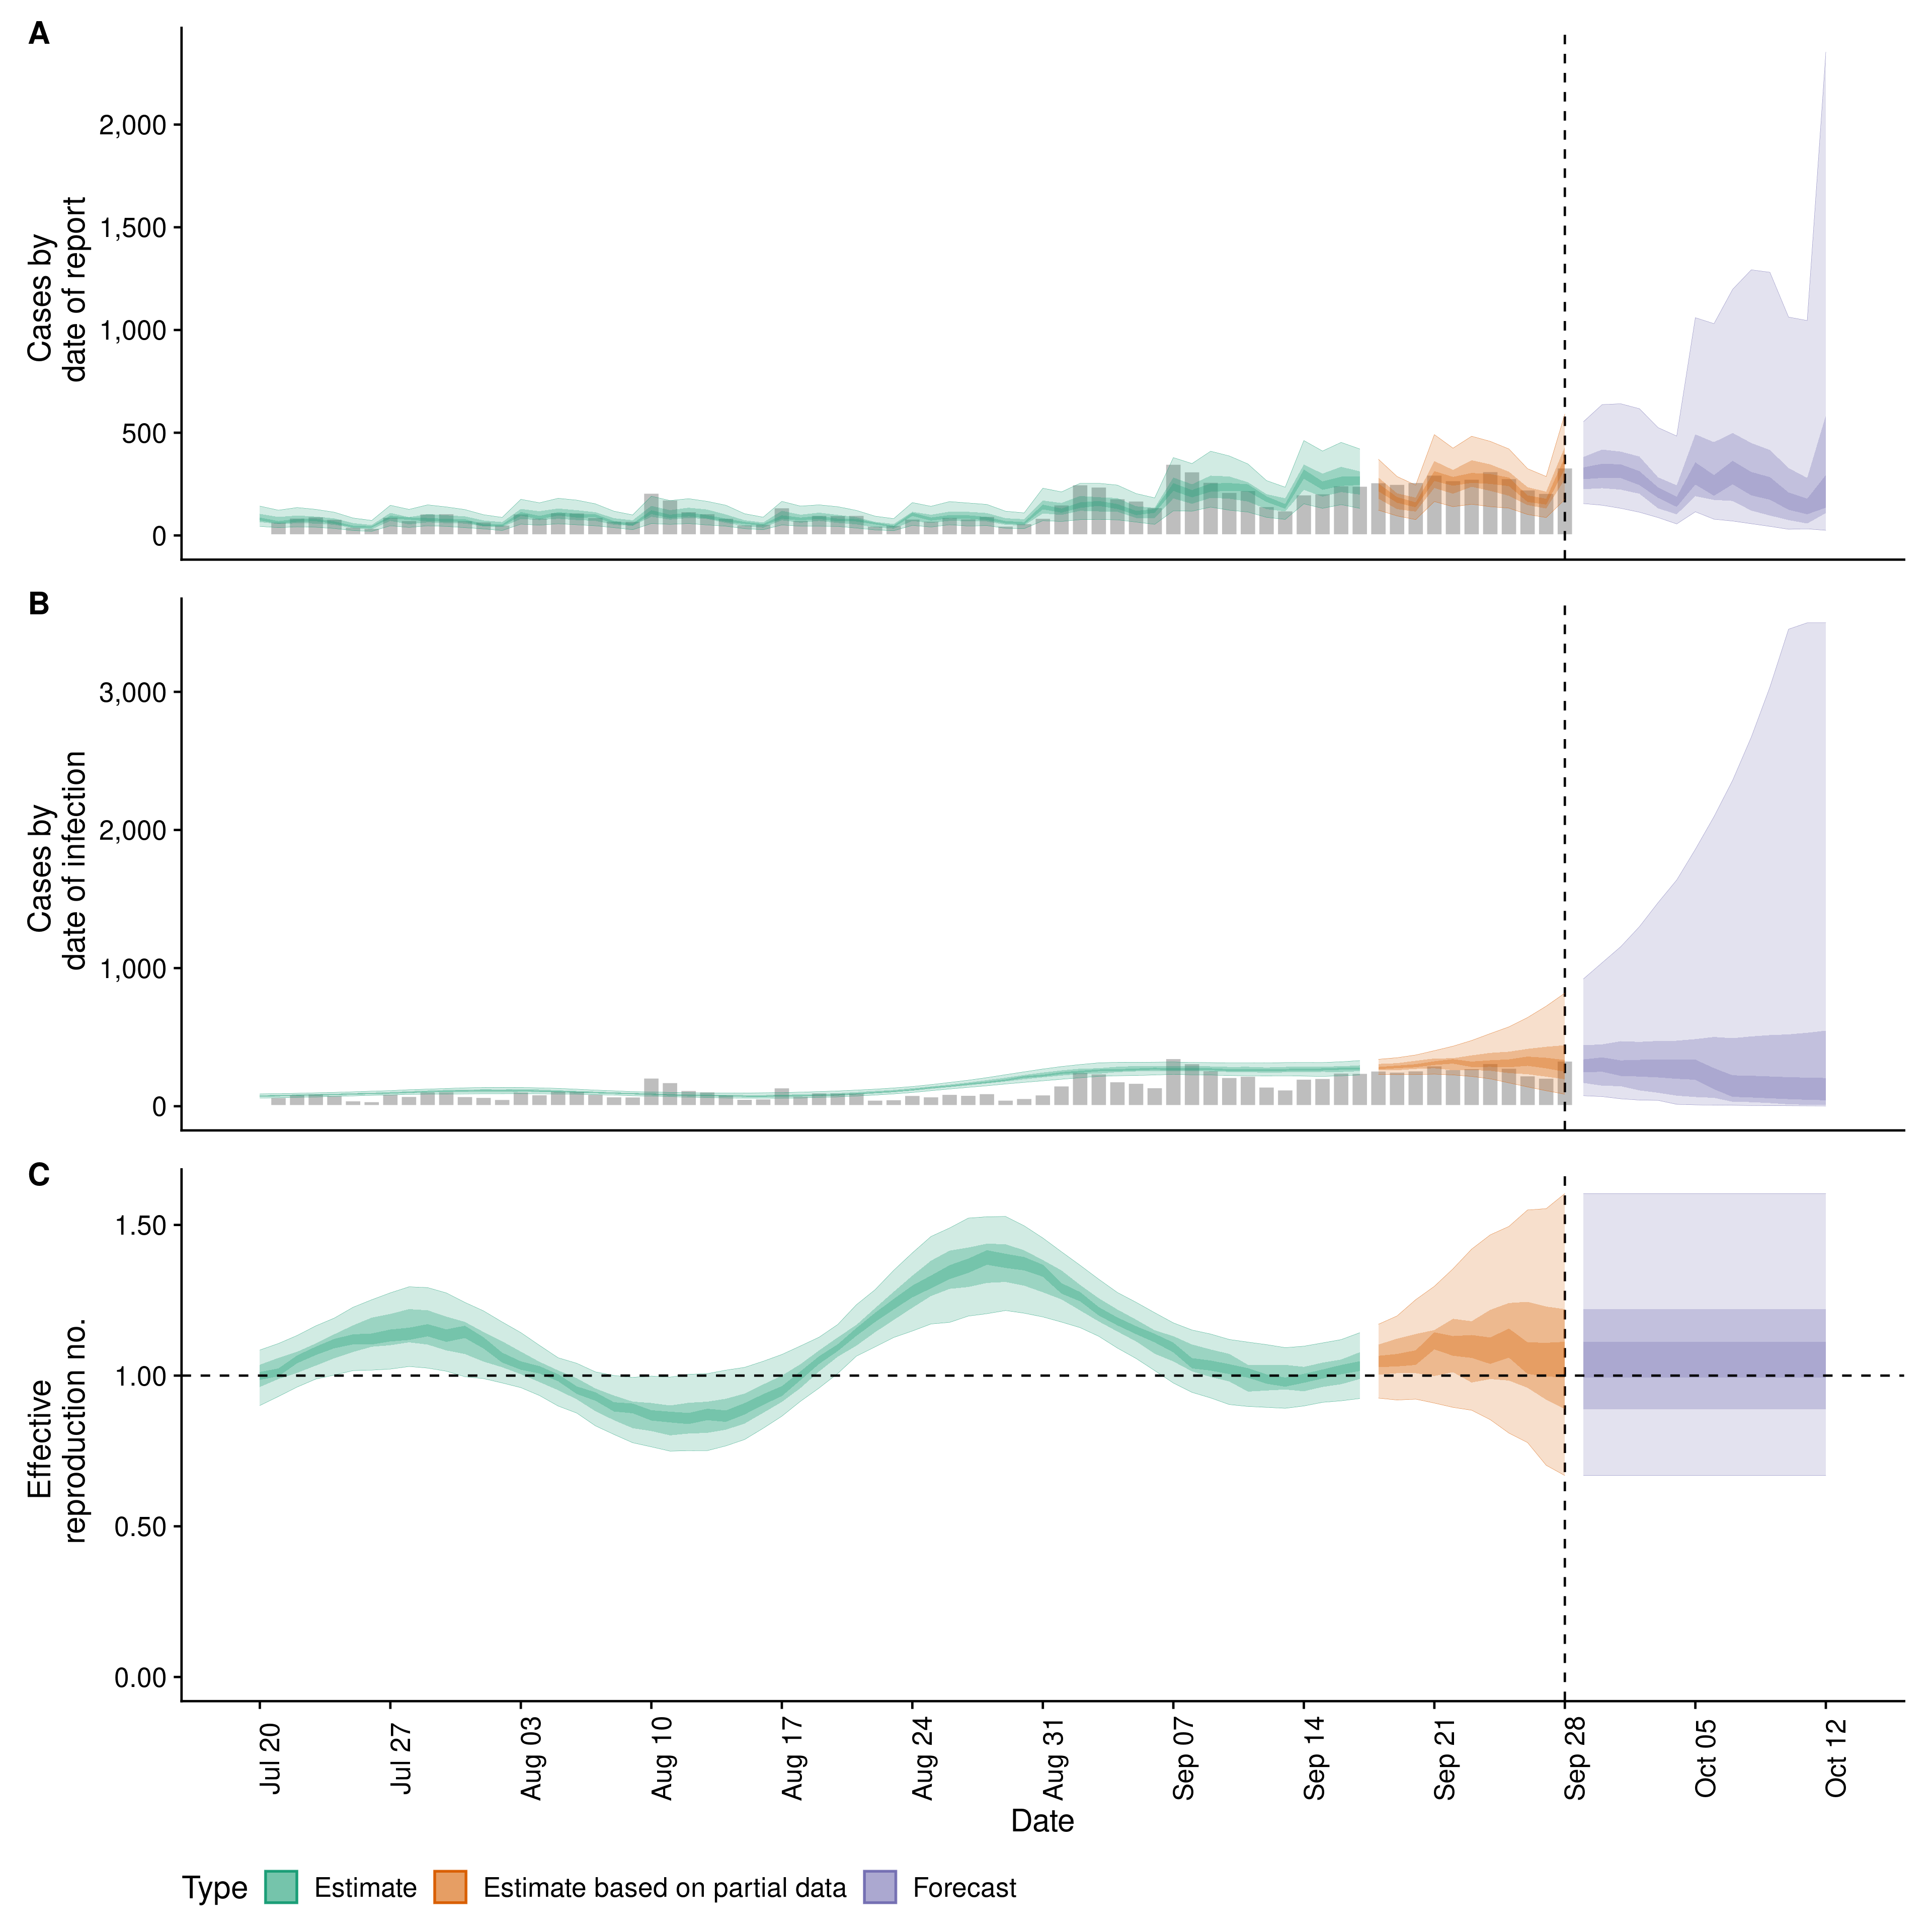 A
Cases by
date of report
2,000
1,500
1,000
500
0
B
Cases by
date of infection
3,000
2,000
1,000
0
C
Effective
reproduction no.
1.50
1.00
0.50
0.00
Jul 20
Jul 27
Aug 03
Aug 10
Aug 17
Aug 24
Aug 31
Sep 07
Sep 14
Sep 21
Sep 28
Oct 05
Oct 12
Date
Type Estimate Estimate based on partial data Forecast